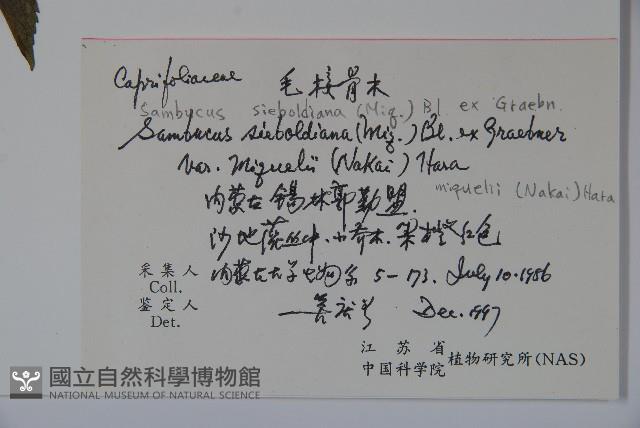 Caprifoliaceae 毛接骨木
Sambucus sieboldiana (Miq.) Bl. ex Graebn.
Sambucus sieboldiana (Miq.) Bl. ex Graebner
var. Miquelii (Nakai) Hara
miquelii (Nakai) Hara
内蒙古 锡林郭勒盟.
沙地 中, 小乔木, 果橙红色
采集人 内蒙古大学生物系 5-173. July 10. 1986
Coll.
鉴定人 Dec. 1997
Det.
江苏省
中国科学院 植物研究所(NAS)
國立自然科學博物館
NATIONAL MUSEUM OF NATURAL SCIENCE